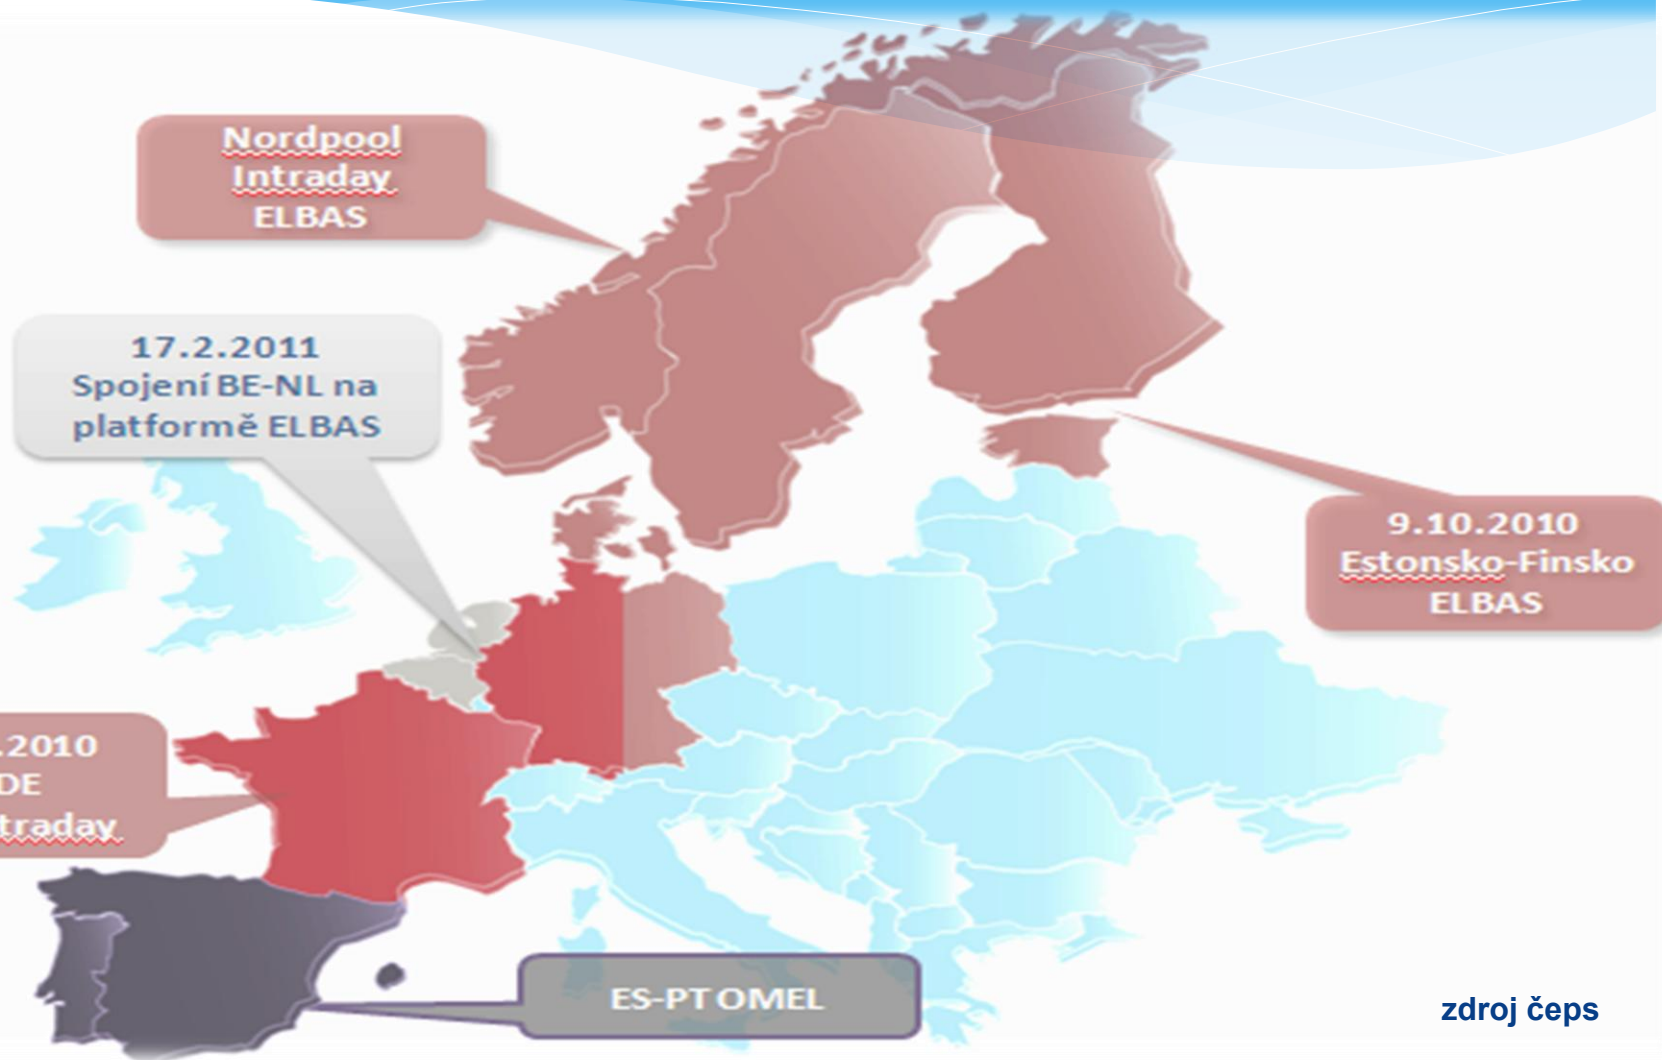 Nordpool
Intraday
ELBAS
17.2.2011
Spojení BE-NL na
platformě ELBAS
9.10.2010
Estonsko-Finsko
ELBAS
.2010
DE
traday
ES-PT OMEL
zdroj čeps